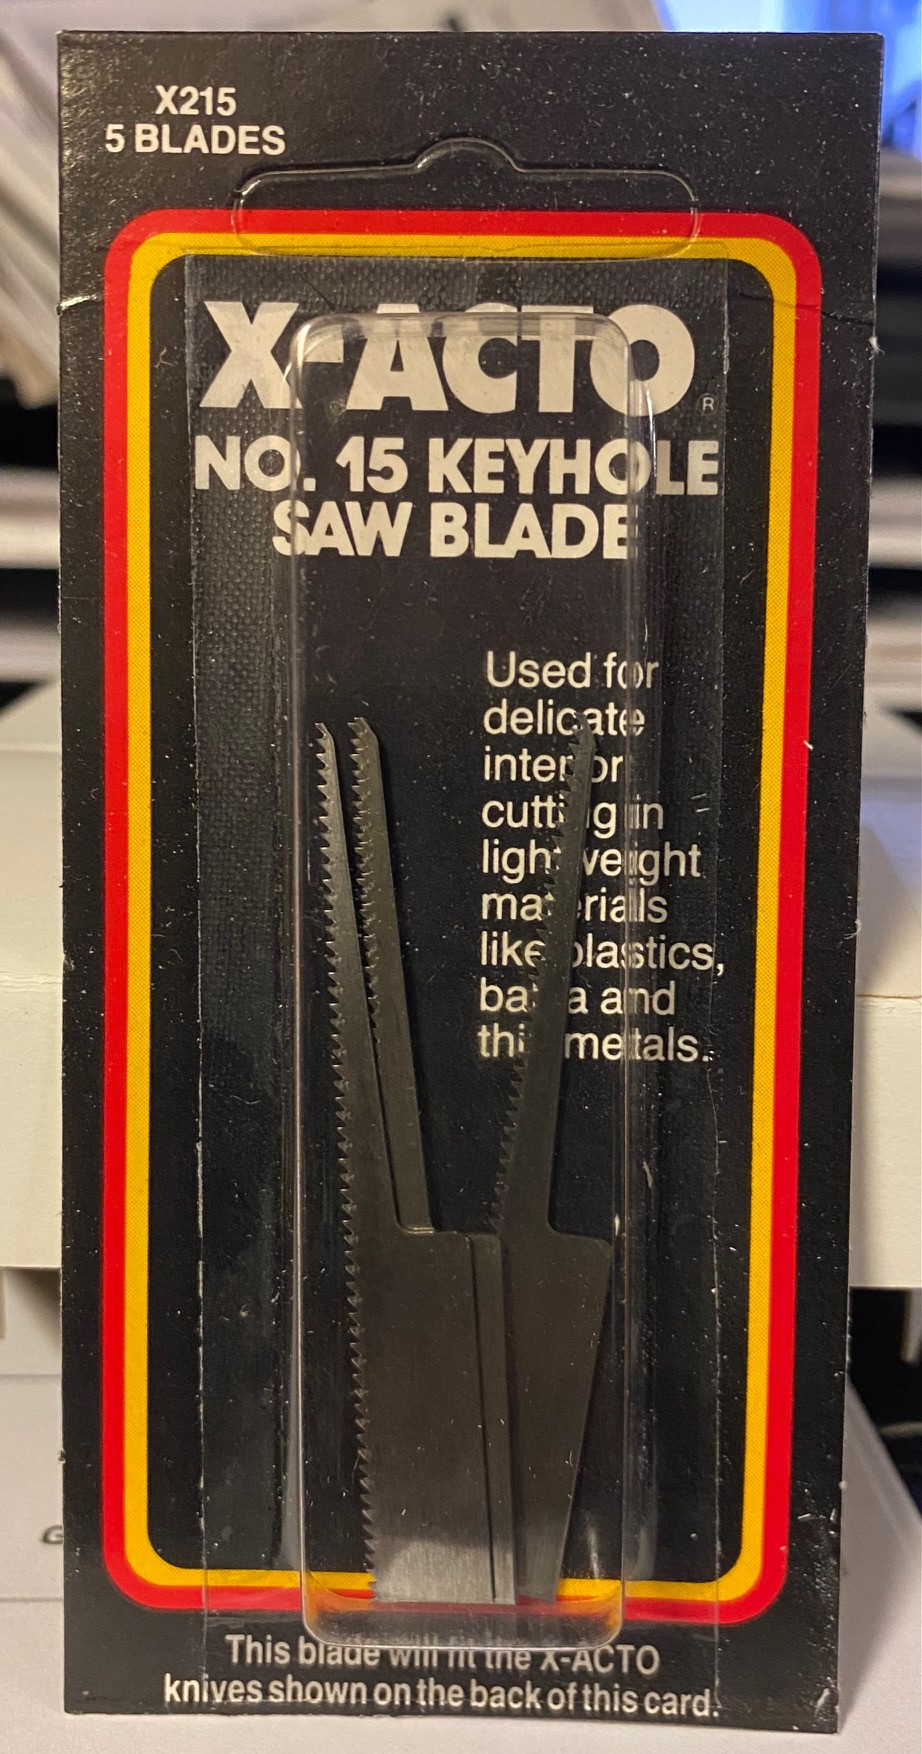 X215
5 BLADES
X-ACTO®
NO. 15 KEYHOLE
SAW BLADE
Used for
delicate
interior
cutting in
lightweight
materials
like plastics,
balsa and
thin metals.
This blade will fit the X-ACTO
knives shown on the back of this card.
G